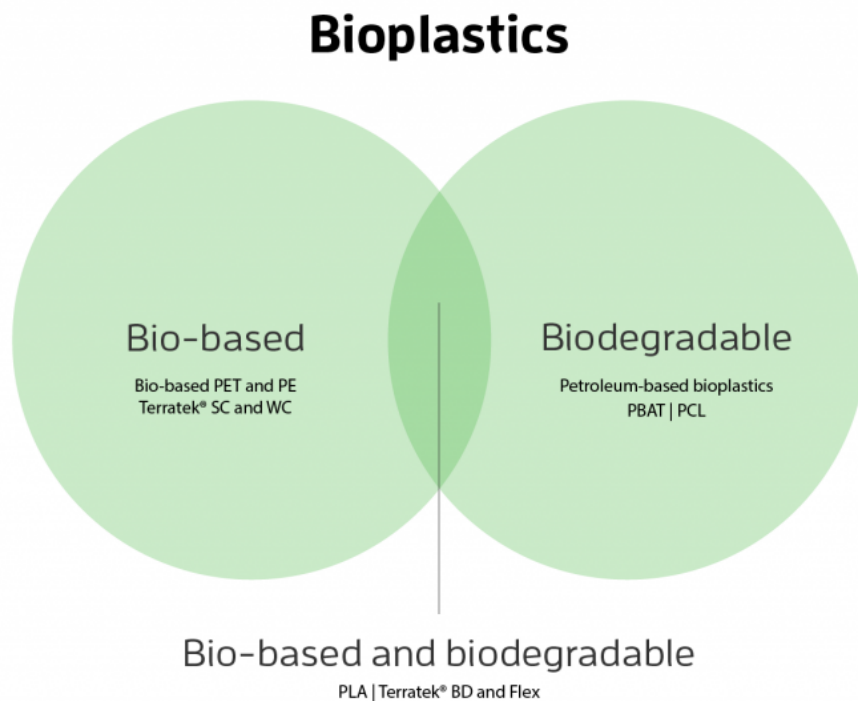 Bioplastics
Bio-based
Bio-based PET and PE
Terratek® SC and WC
Biodegradable
Petroleum-based bioplastics
PBAT | PCL
Bio-based and biodegradable
PLA | Terratek® BD and Flex